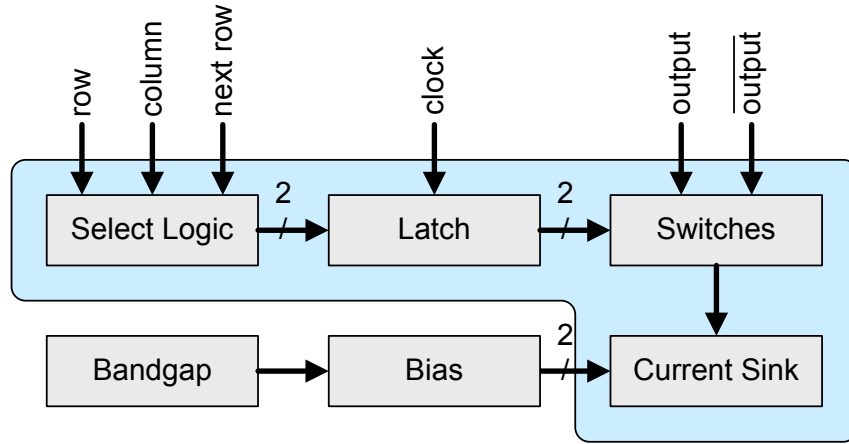 row
column
next row
clock
output
output
2
2
Select Logic
Latch
Switches
2
Bandgap
Bias
Current Sink